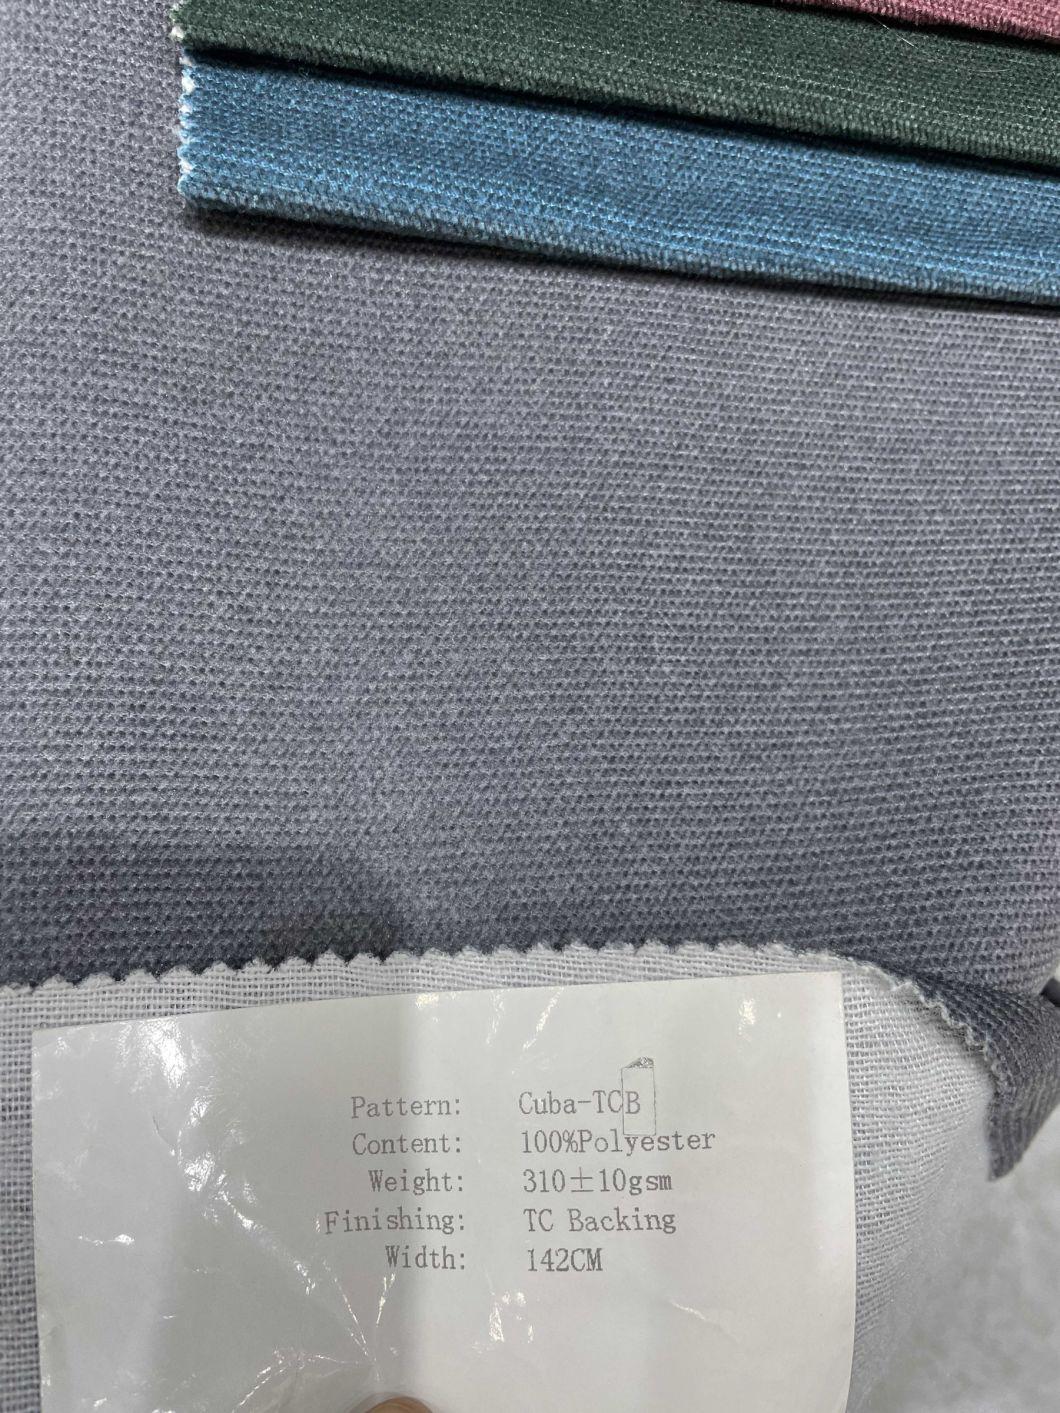 Pattern: Cuba-TCB
Content: 100%Polyester
Weight: 310±10gsm
Finishing: TC Backing
Width: 142CM